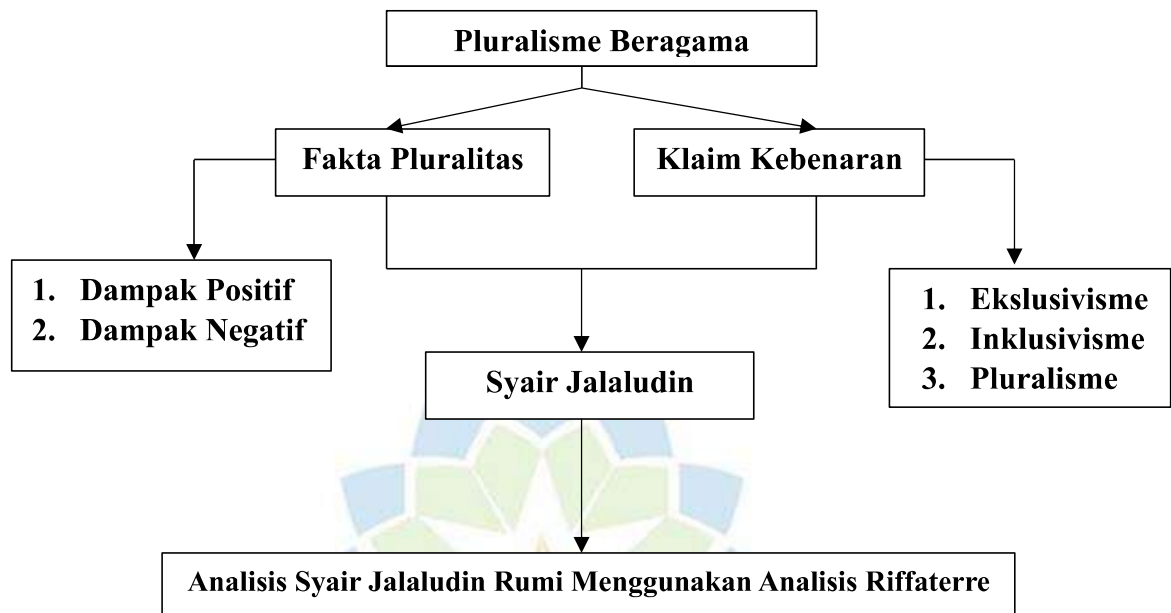 Pluralisme Beragama
Fakta Pluralitas
Klaim Kebenaran
1. Dampak Positif
2. Dampak Negatif
1. Ekslusivisme
2. Inklusivisme
3. Pluralisme
Syair Jalaludin
Analisis Syair Jalaludin Rumi Menggunakan Analisis Riffaterre